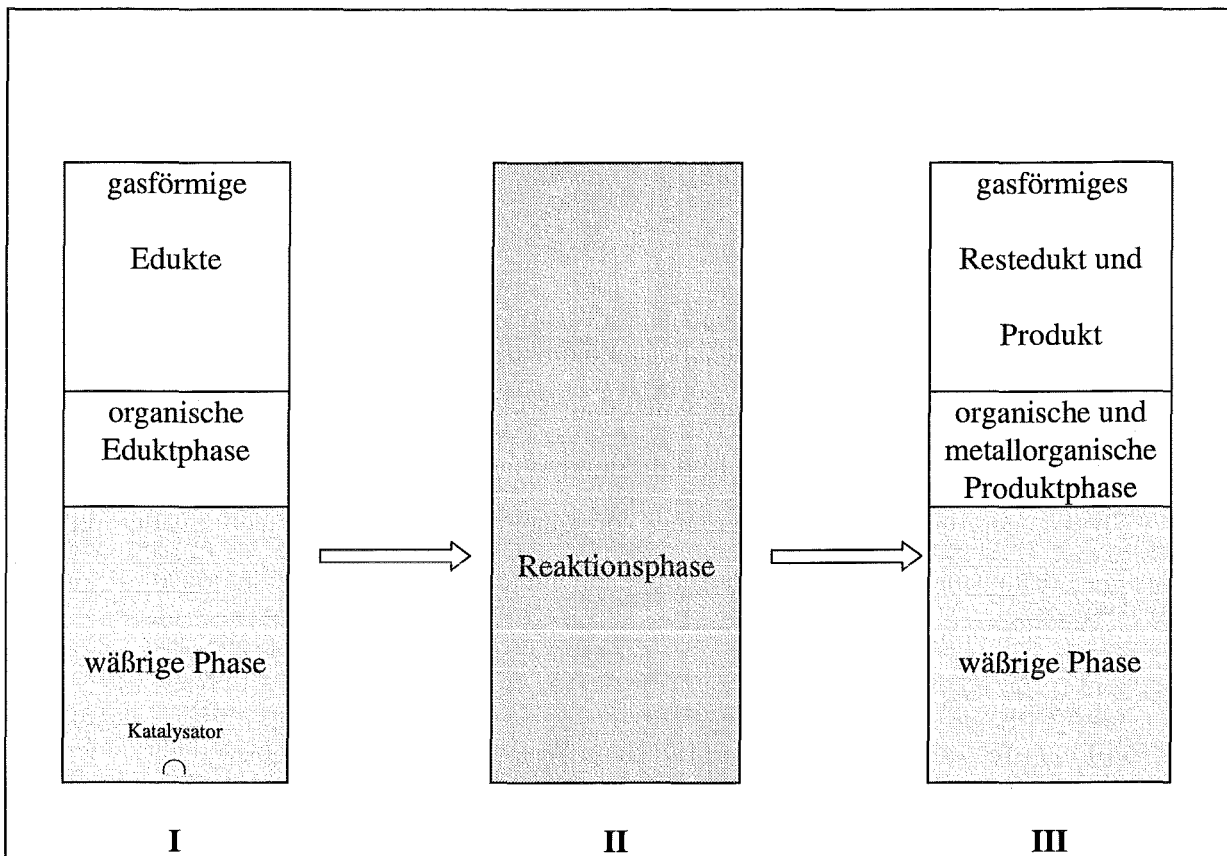 gasförmige
Edukte
organische
Eduktphase
wäßrige Phase
Katalysator
I
Reaktionsphase
II
gasförmiges
Restedukt und
Produkt
organische und
metallorganische
Produktphase
wäßrige Phase
III